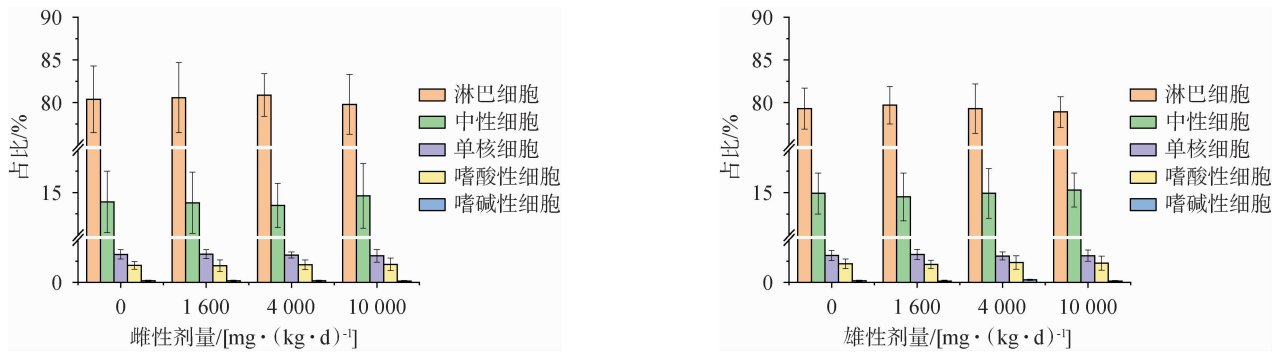 90
85
80
15
0
占比/%
淋巴细胞
中性细胞
单核细胞
嗜酸性细胞
嗜碱性细胞
0 1 600 4 000 10 000
雌性剂量/[mg·(kg·d)⁻¹]
90
85
80
15
0
占比/%
淋巴细胞
中性细胞
单核细胞
嗜酸性细胞
嗜碱性细胞
0 1 600 4 000 10 000
雄性剂量/[mg·(kg·d)⁻¹]